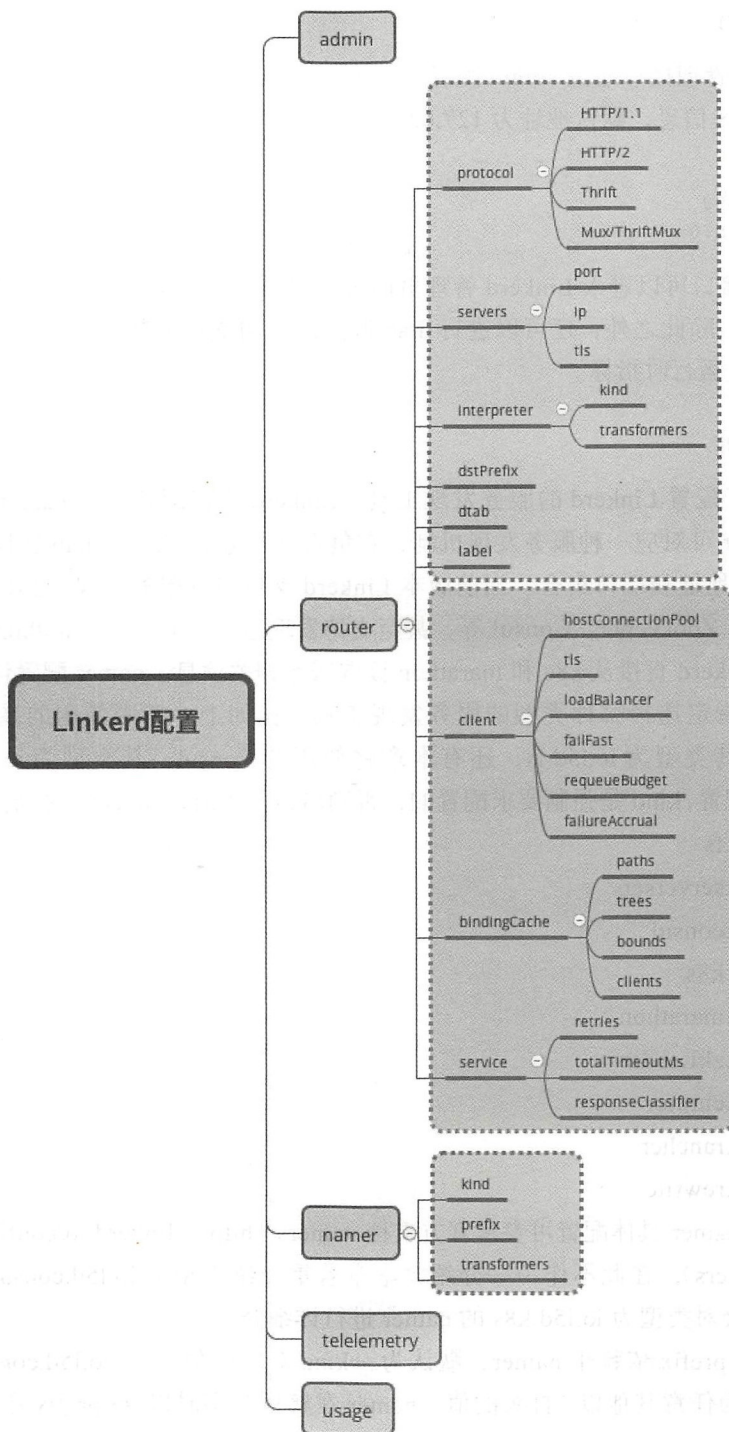 admin
HTTP/1.1
HTTP/2
protocol
Thrift
Mux/ThriftMux
port
servers
ip
tls
kind
interpreter
transformers
dstPrefix
dtab
label
router
Linkerd配置
hostConnectionPool
tls
loadBalancer
client
failFast
requeueBudget
failureAccrual
paths
trees
bindingCache
bounds
clients
retries
service
totalTimeoutMs
responseClassifier
kind
namer
prefix
transformers
telelemetry
usage